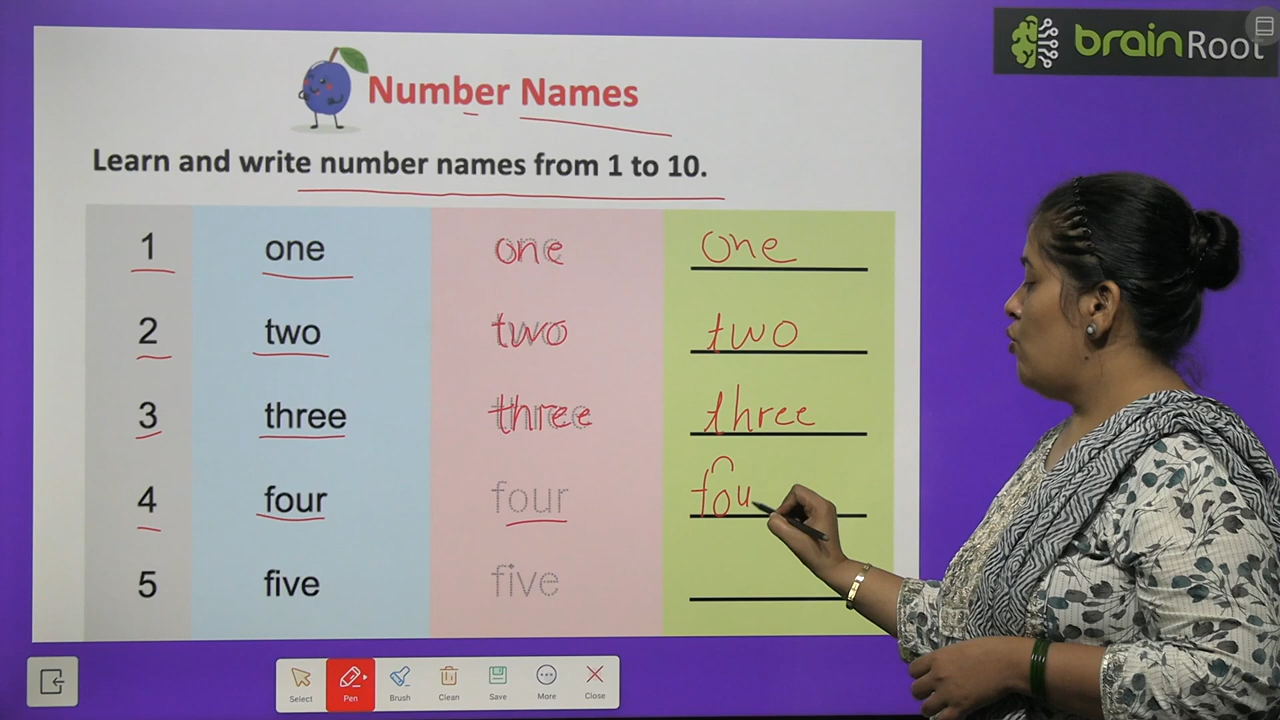 brainRoot
Number Names
Learn and write number names from 1 to 10.
1 one one one
2 two two two
3 three three three
4 four four fou
5 five five
Select Pen Brush Clean Save More Close